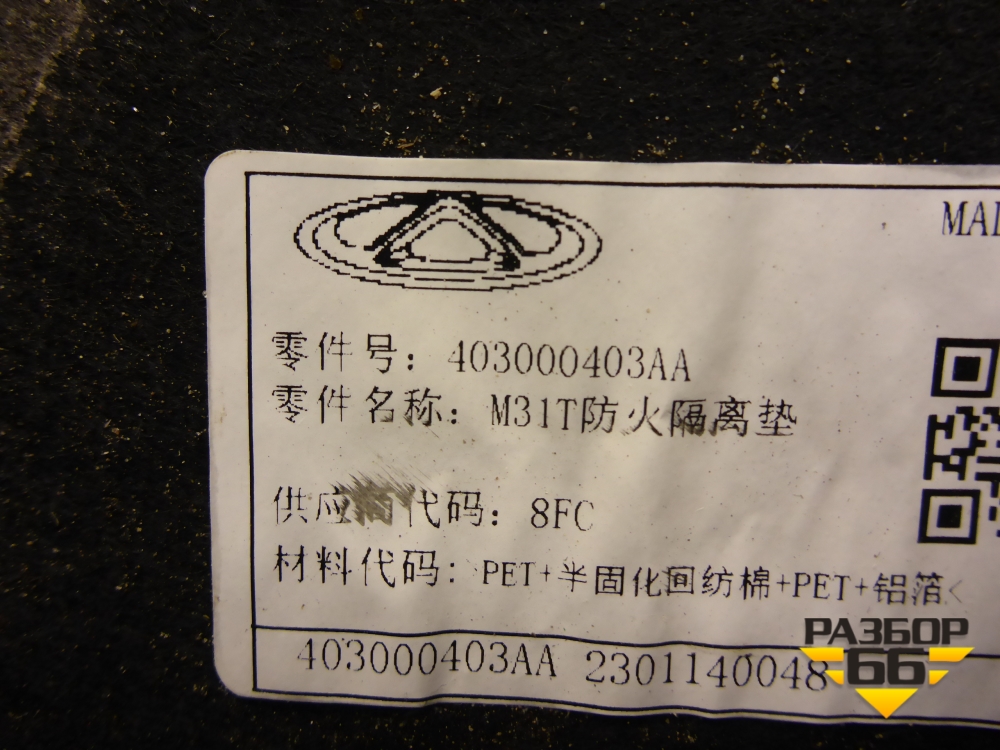 MA
零件号: 403000403AA
零件名称: M31T防火隔离垫
供应商代码: 8FC
材料代码: PET+半固化回纺棉+PET+铝箔<
403000403AA 2301140048
РАЗБОР
66